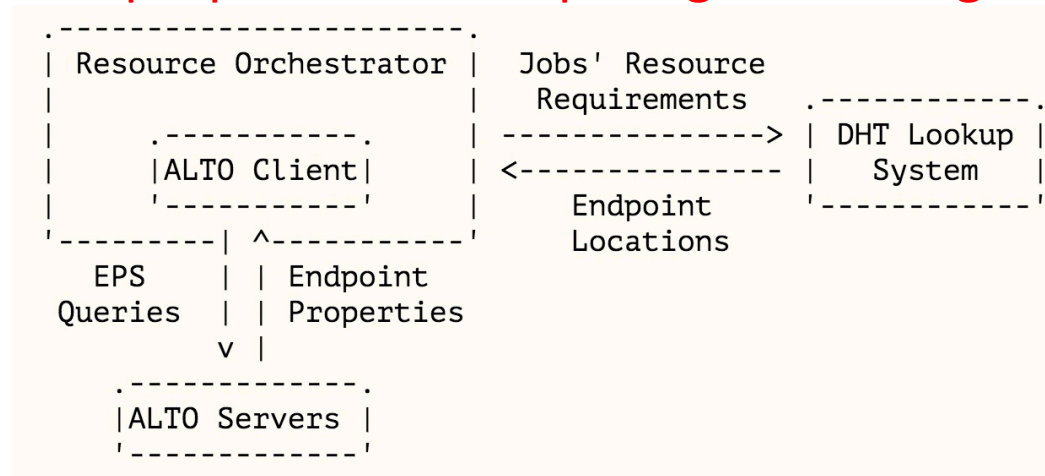 .-----------------------.
| Resource Orchestrator |  Jobs' Resource
|                       |   Requirements   .------------.
|     .-----------.     | ---------------> | DHT Lookup |
|     |ALTO Client|     | <--------------- |   System   |
|     '-----------'     |     Endpoint     '------------'
'---------| ^-----------'     Locations
   EPS    | | Endpoint
 Queries  | | Properties
          v |
    .-------------.
    |ALTO Servers |
    '-------------'